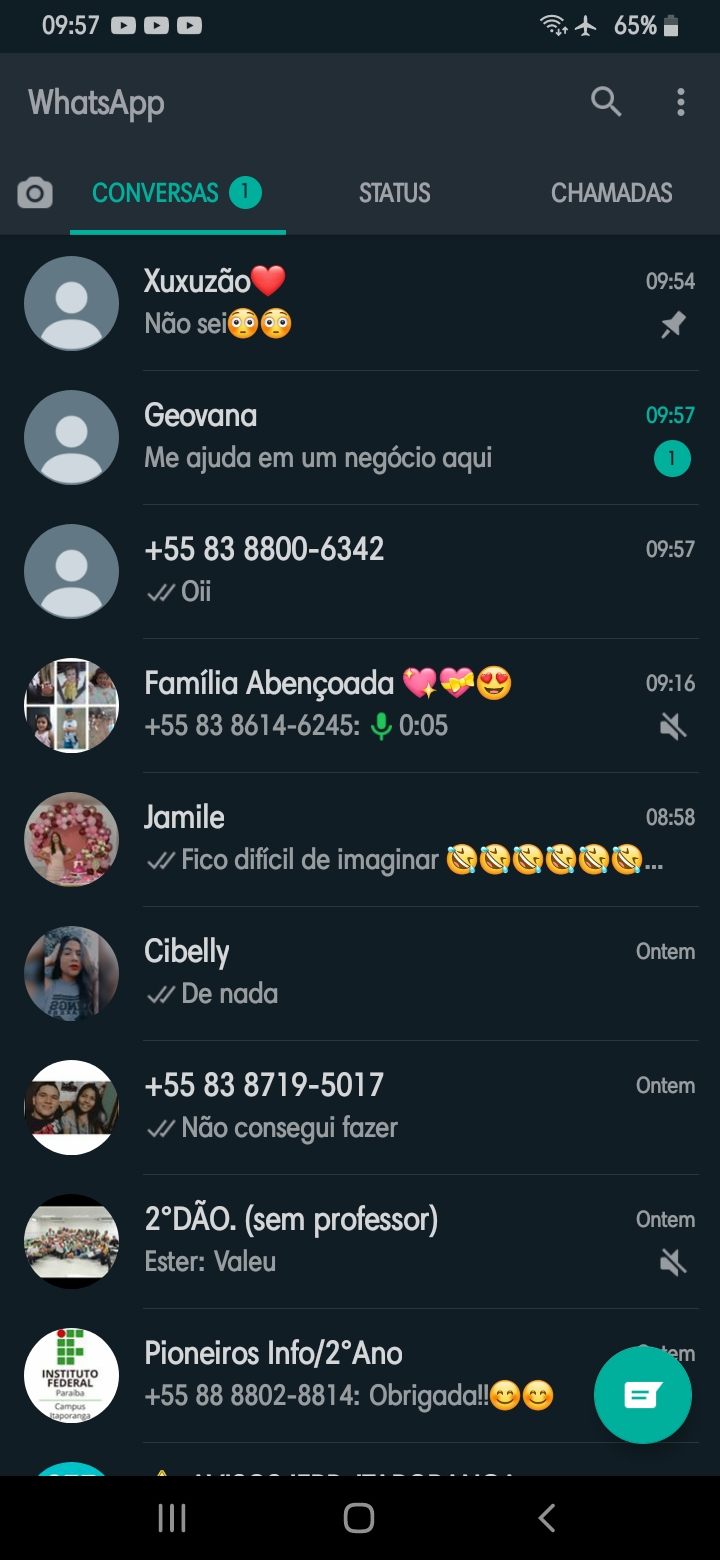 09:57 65%
WhatsApp
CONVERSAS 1 STATUS CHAMADAS
Xuxuzão❤️ 09:54
Não sei😳😳
Geovana 09:57
Me ajuda em um negócio aqui 1
+55 83 8800-6342 09:57
Oii
Família Abençoada 💖💝😍 09:16
+55 83 8614-6245: 🎤 0:05
Jamile 08:58
Fico difícil de imaginar 🤣🤣🤣🤣🤣🤣...
Cibelly Ontem
De nada
+55 83 8719-5017 Ontem
Não consegui fazer
2°DÃO. (sem professor) Ontem
Ester: Valeu
Pioneiros Info/2°Ano
+55 88 8802-8814: Obrigada!!😊😊
INSTITUTO
FEDERAL
Paraíba
Campus
Itaporanga